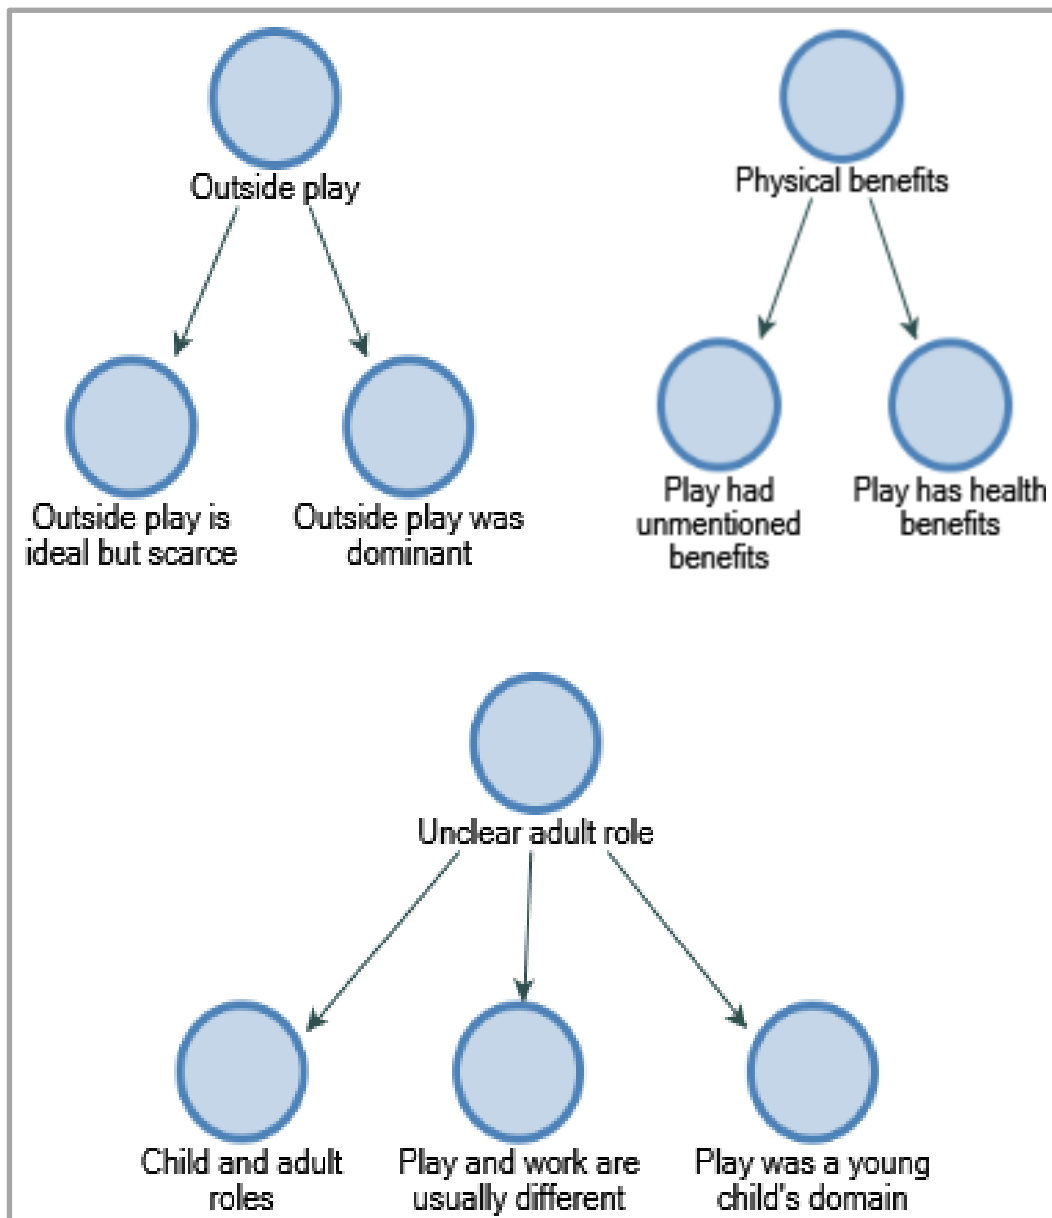 Outside play
Physical benefits
Outside play is
ideal but scarce
Outside play was
dominant
Play had
unmentioned
benefits
Play has health
benefits
Unclear adult role
Child and adult
roles
Play and work are
usually different
Play was a young
child's domain